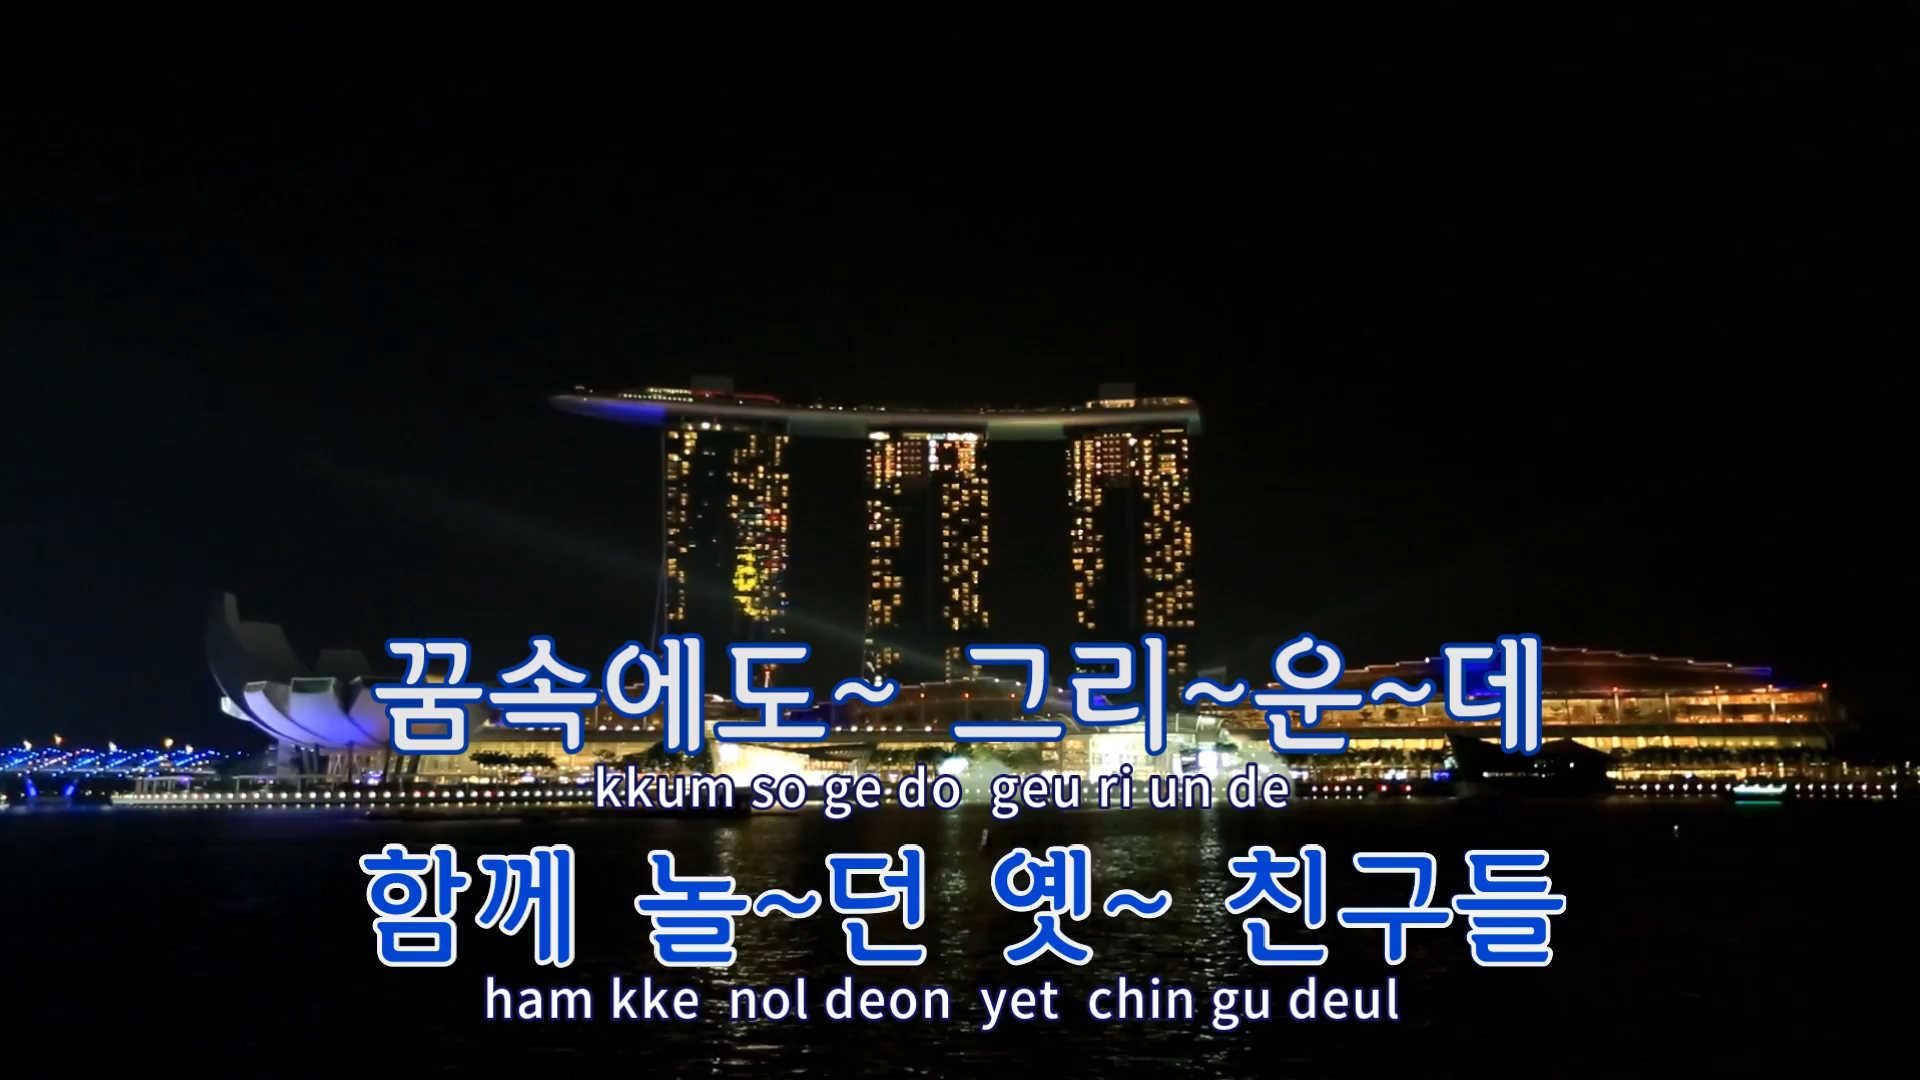 꿈속에도~ 그리~운~데
kkum so ge do geu ri un de
함께 놀~던 옛~ 친구들
ham kke nol deon yet chin gu deul